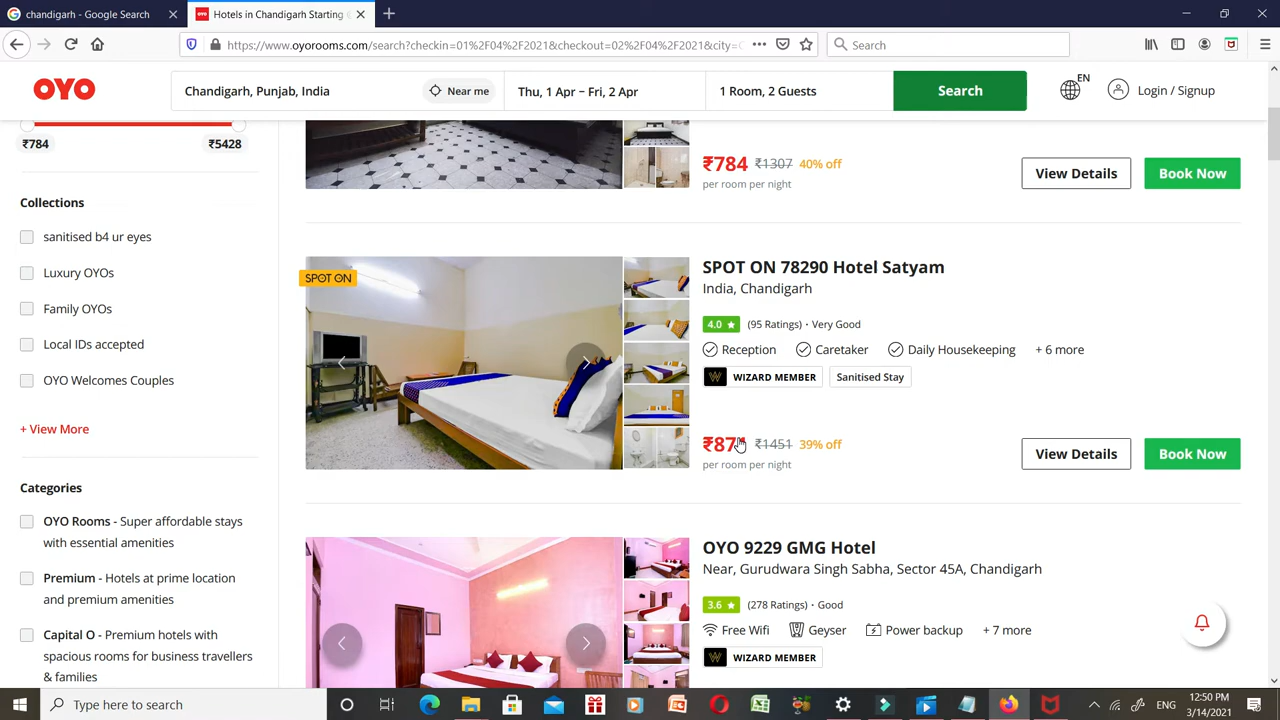 chandigarh - Google Search
Hotels in Chandigarh Starting
https://www.oyorooms.com/search?checkin=01%2F04%2F2021&checkout=02%2F04%2F2021&city=C
Search
OYO
Chandigarh, Punjab, India
Near me
Thu, 1 Apr – Fri, 2 Apr
1 Room, 2 Guests
Search
EN
Login / Signup
₹784
₹5428
Collections
sanitised b4 ur eyes
Luxury OYOs
Family OYOs
Local IDs accepted
OYO Welcomes Couples
+ View More
Categories
OYO Rooms - Super affordable stays
with essential amenities
Premium - Hotels at prime location
and premium amenities
Capital O - Premium hotels with
spacious rooms for business travellers
& families
₹784 ₹1307 40% off
per room per night
View Details
Book Now
SPOT ON
SPOT ON 78290 Hotel Satyam
India, Chandigarh
4.0 ★ (95 Ratings) · Very Good
Reception Caretaker Daily Housekeeping + 6 more
WIZARD MEMBER Sanitised Stay
₹1451 39% off
per room per night
View Details
Book Now
OYO 9229 GMG Hotel
Near, Gurudwara Singh Sabha, Sector 45A, Chandigarh
3.6 ★ (278 Ratings) · Good
Free Wifi Geyser Power backup + 7 more
WIZARD MEMBER
Type here to search
12:50 PM
3/14/2021